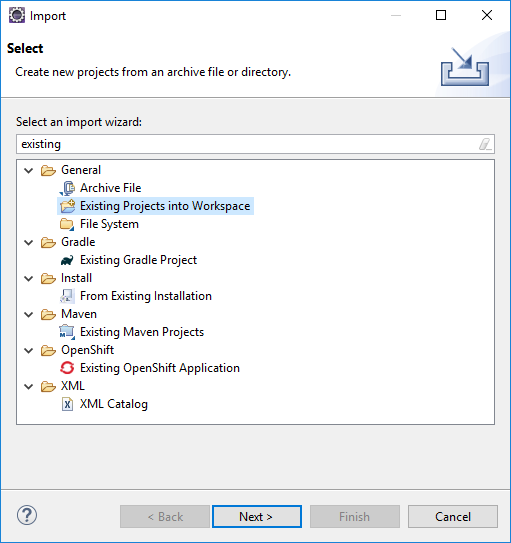 Import
Select
Create new projects from an archive file or directory.
Select an import wizard:
existing
General
Archive File
Existing Projects into Workspace
File System
Gradle
Existing Gradle Project
Install
From Existing Installation
Maven
Existing Maven Projects
OpenShift
Existing OpenShift Application
XML
XML Catalog
? < Back Next > Finish Cancel